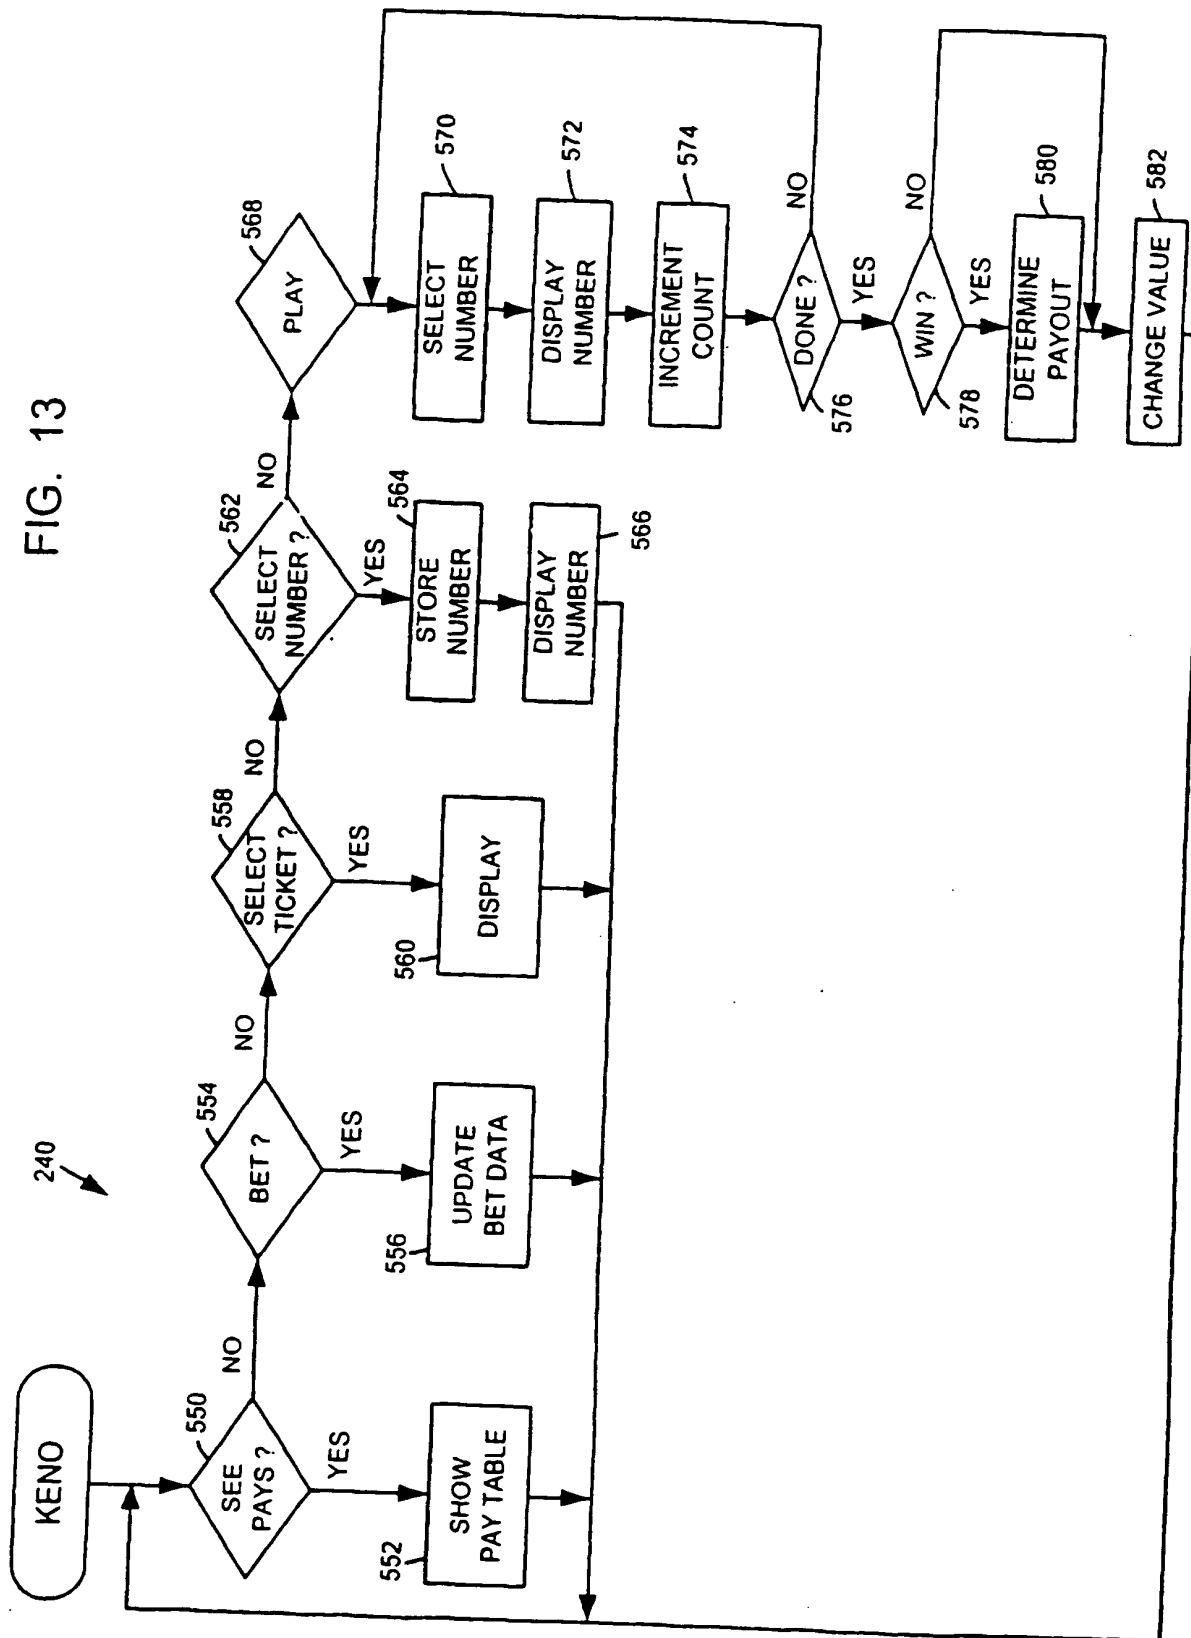 FIG. 13
240
KENO
550
SEE
PAYS ?
NO
YES
552
SHOW
PAY TABLE
554
BET ?
NO
YES
556
UPDATE
BET DATA
558
SELECT
TICKET ?
NO
YES
560
DISPLAY
562
SELECT
NUMBER ?
NO
YES
564
STORE
NUMBER
566
DISPLAY
NUMBER
568
PLAY
570
SELECT
NUMBER
572
DISPLAY
NUMBER
574
INCREMENT
COUNT
576
DONE ?
NO
YES
578
WIN ?
NO
YES
580
DETERMINE
PAYOUT
582
CHANGE VALUE